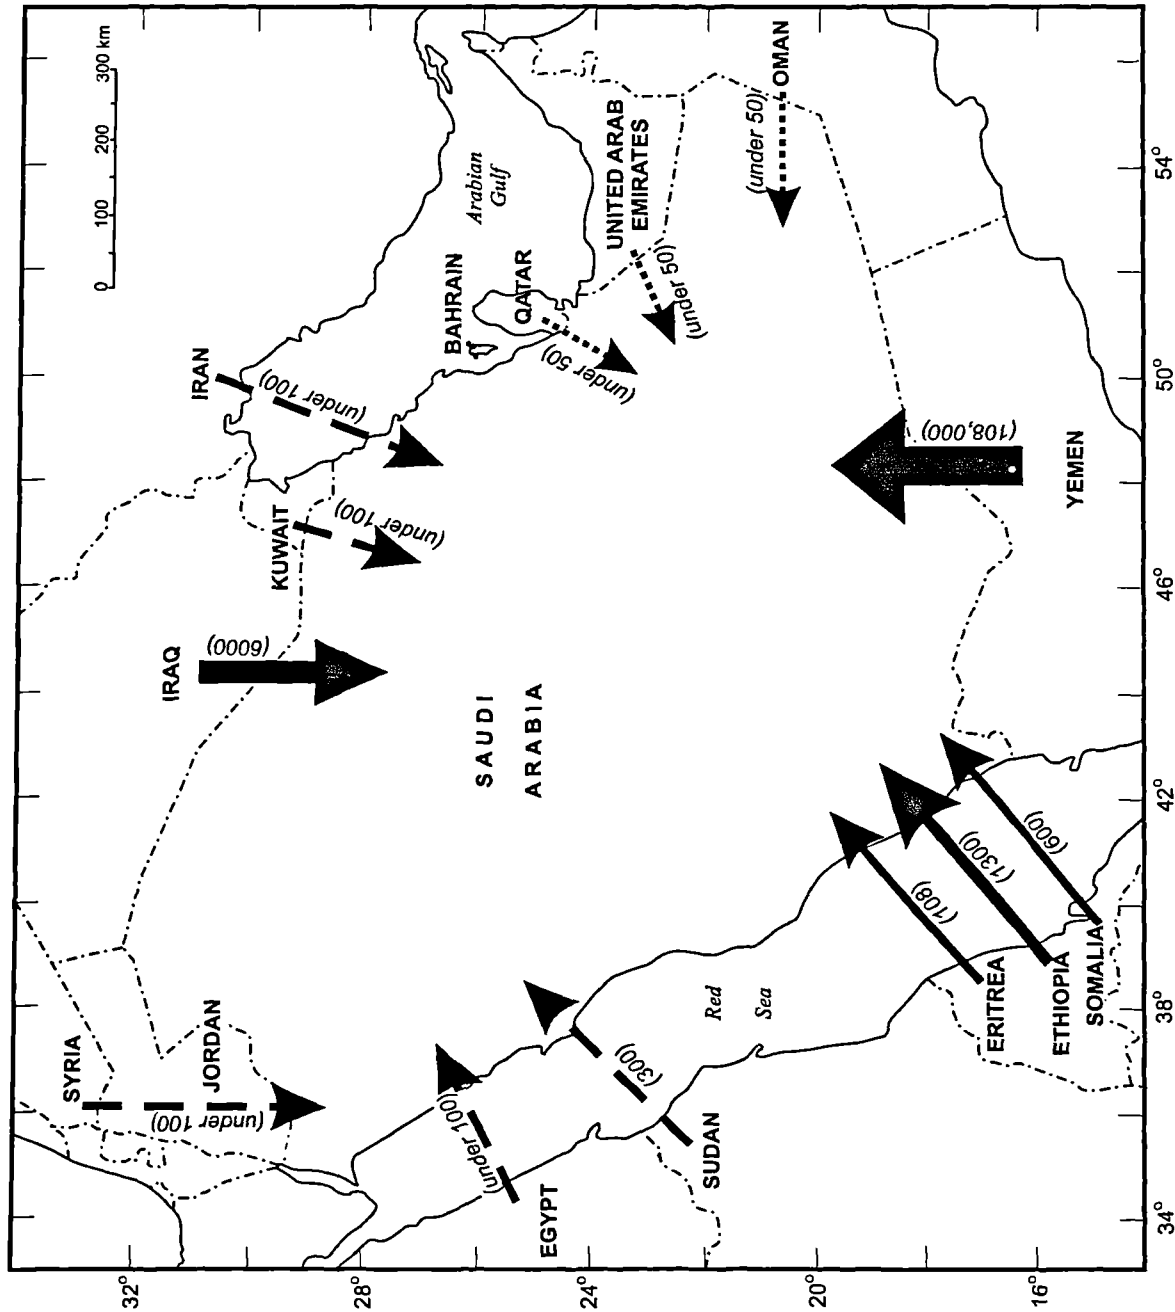 0 100 200 300 km
IRAN
(under 100)
KUWAIT
(under 100)
IRAQ
(6000)
SYRIA
JORDAN
(under 100)
Arabian
Gulf
BAHRAIN
QATAR
(under 50)
UNITED ARAB
EMIRATES
(under 50)
OMAN
(under 50)
SAUDI
ARABIA
EGYPT
(under 100)
SUDAN
(300)
Red
Sea
ERITREA
(108)
ETHIOPIA
(1300)
SOMALIA
(600)
YEMEN
(108,000)
32°
28°
24°
20°
16°
34°
38°
42°
46°
50°
54°